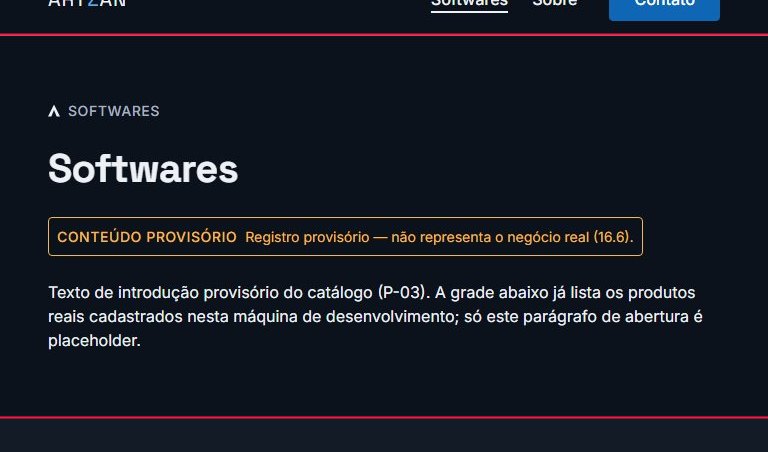 ARTZAN
Softwares Sobre Contato
SOFTWARES
Softwares
CONTEÚDO PROVISÓRIO Registro provisório — não representa o negócio real (16.6).
Texto de introdução provisório do catálogo (P-03). A grade abaixo já lista os produtos
reais cadastrados nesta máquina de desenvolvimento; só este parágrafo de abertura é
placeholder.